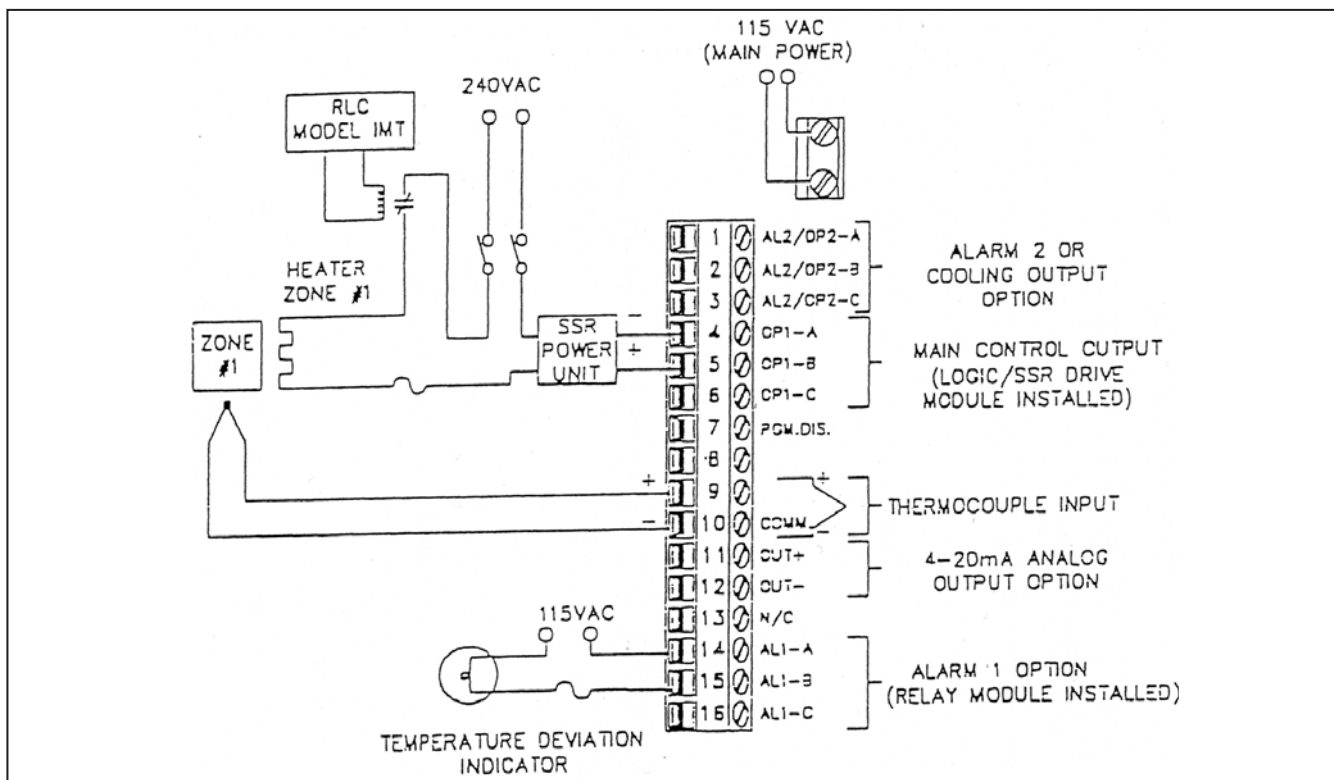 115 VAC
(MAIN POWER)
240VAC
RLC
MODEL IMT
HEATER
ZONE #1
ZONE
#1
SSR
POWER
UNIT
-
+
1 AL2/OP2-A
2 AL2/OP2-B
3 AL2/OP2-C
ALARM 2 OR
COOLING OUTPUT
OPTION
4 OP1-A
5 OP1-B
6 OP1-C
MAIN CONTROL OUTPUT
(LOGIC/SSR DRIVE
MODULE INSTALLED)
7 PGM.DIS.
8
+ 9 +
- 10 COMM. -
THERMOCOUPLE INPUT
11 OUT+
12 OUT-
4-20mA ANALOG
OUTPUT OPTION
13 N/C
115VAC
14 AL1-A
15 AL1-B
16 AL1-C
ALARM 1 OPTION
(RELAY MODULE INSTALLED)
TEMPERATURE DEVIATION
INDICATOR